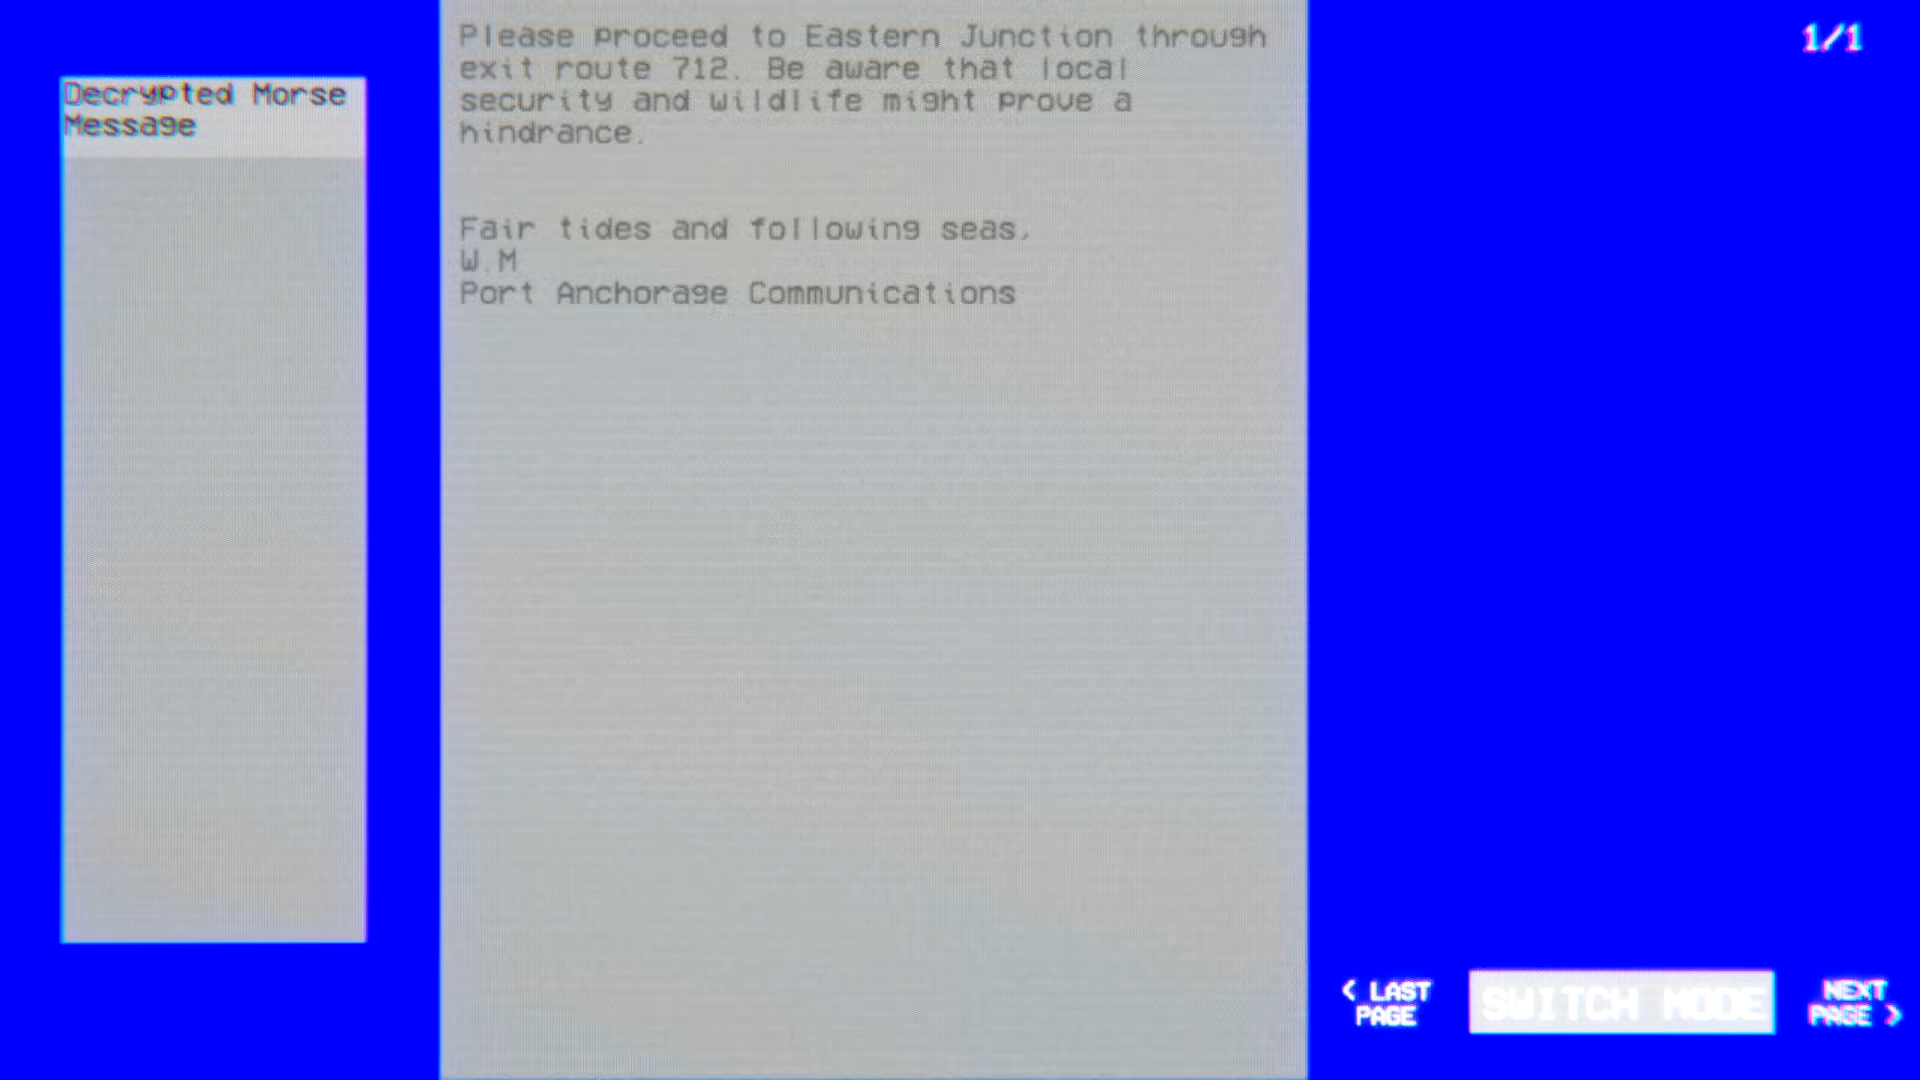 1/1
Decrypted Morse
Message
Please proceed to Eastern Junction through
exit route 712. Be aware that local
security and wildlife might prove a
hindrance.
Fair tides and following seas,
W.M
Port Anchorage Communications
< LAST
PAGE
SWITCH MODE
NEXT
PAGE >